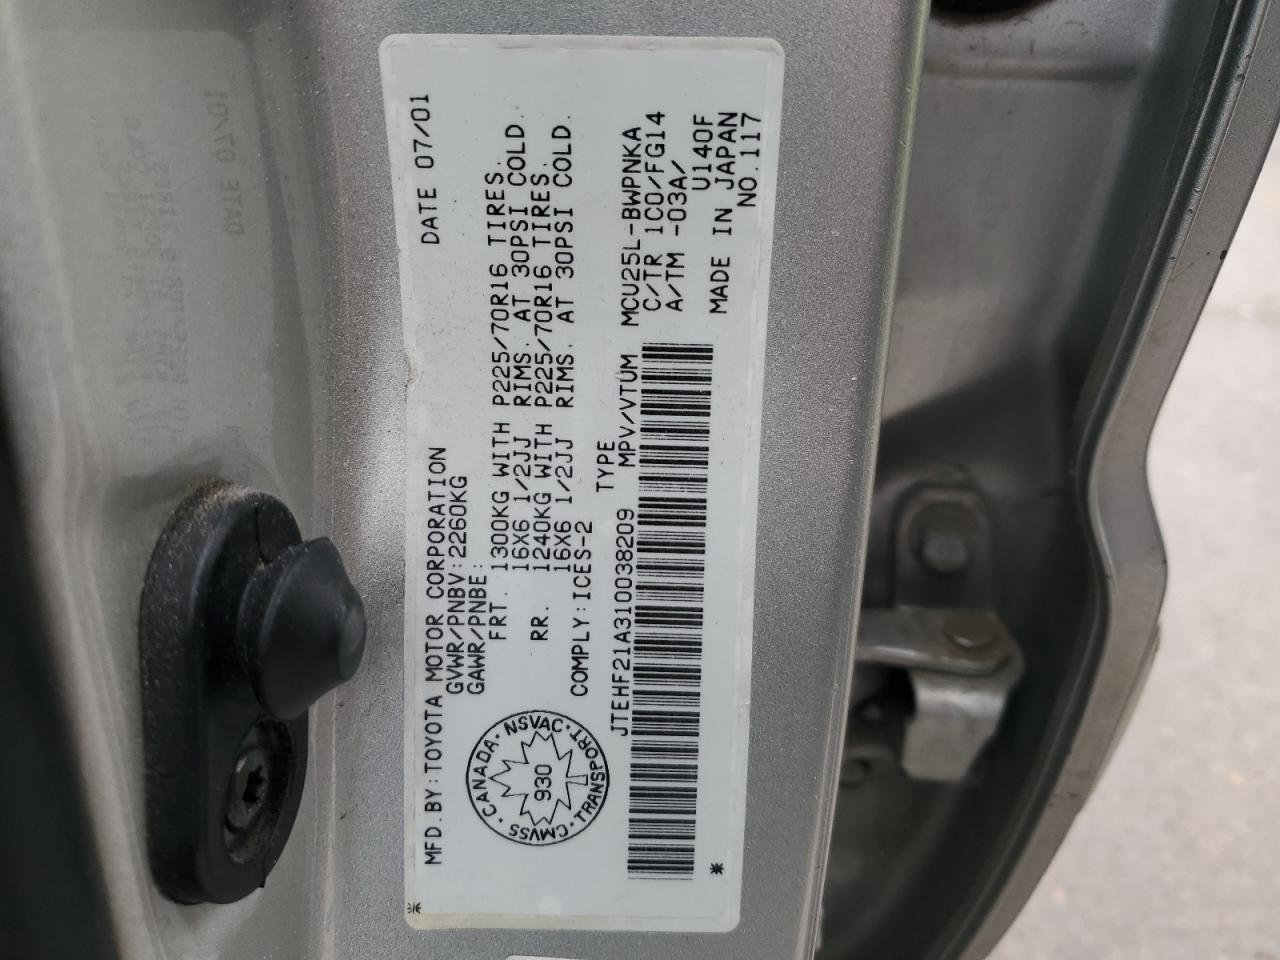 MFD. BY: TOYOTA MOTOR CORPORATION DATE 07/01
GVWR/PNBV: 2260KG
GAWR/PNBE:
FRT. 1300KG WITH P225/70R16 TIRES.
16X6 1/2JJ RIMS. AT 30PSI COLD.
RR. 1240KG WITH P225/70R16 TIRES.
16X6 1/2JJ RIMS. AT 30PSI COLD.
COMPLY: ICES-2 TYPE
JTEHF21A310038209 MPV/VTUM
MCU25L-BWPNKA
C/TR 1C0/FG14
A/TM -03A/
U140F
MADE IN JAPAN
NO.117
CANADA · NSVAC · TRANSPORT · CMVSS ·
930
DATE 07/01